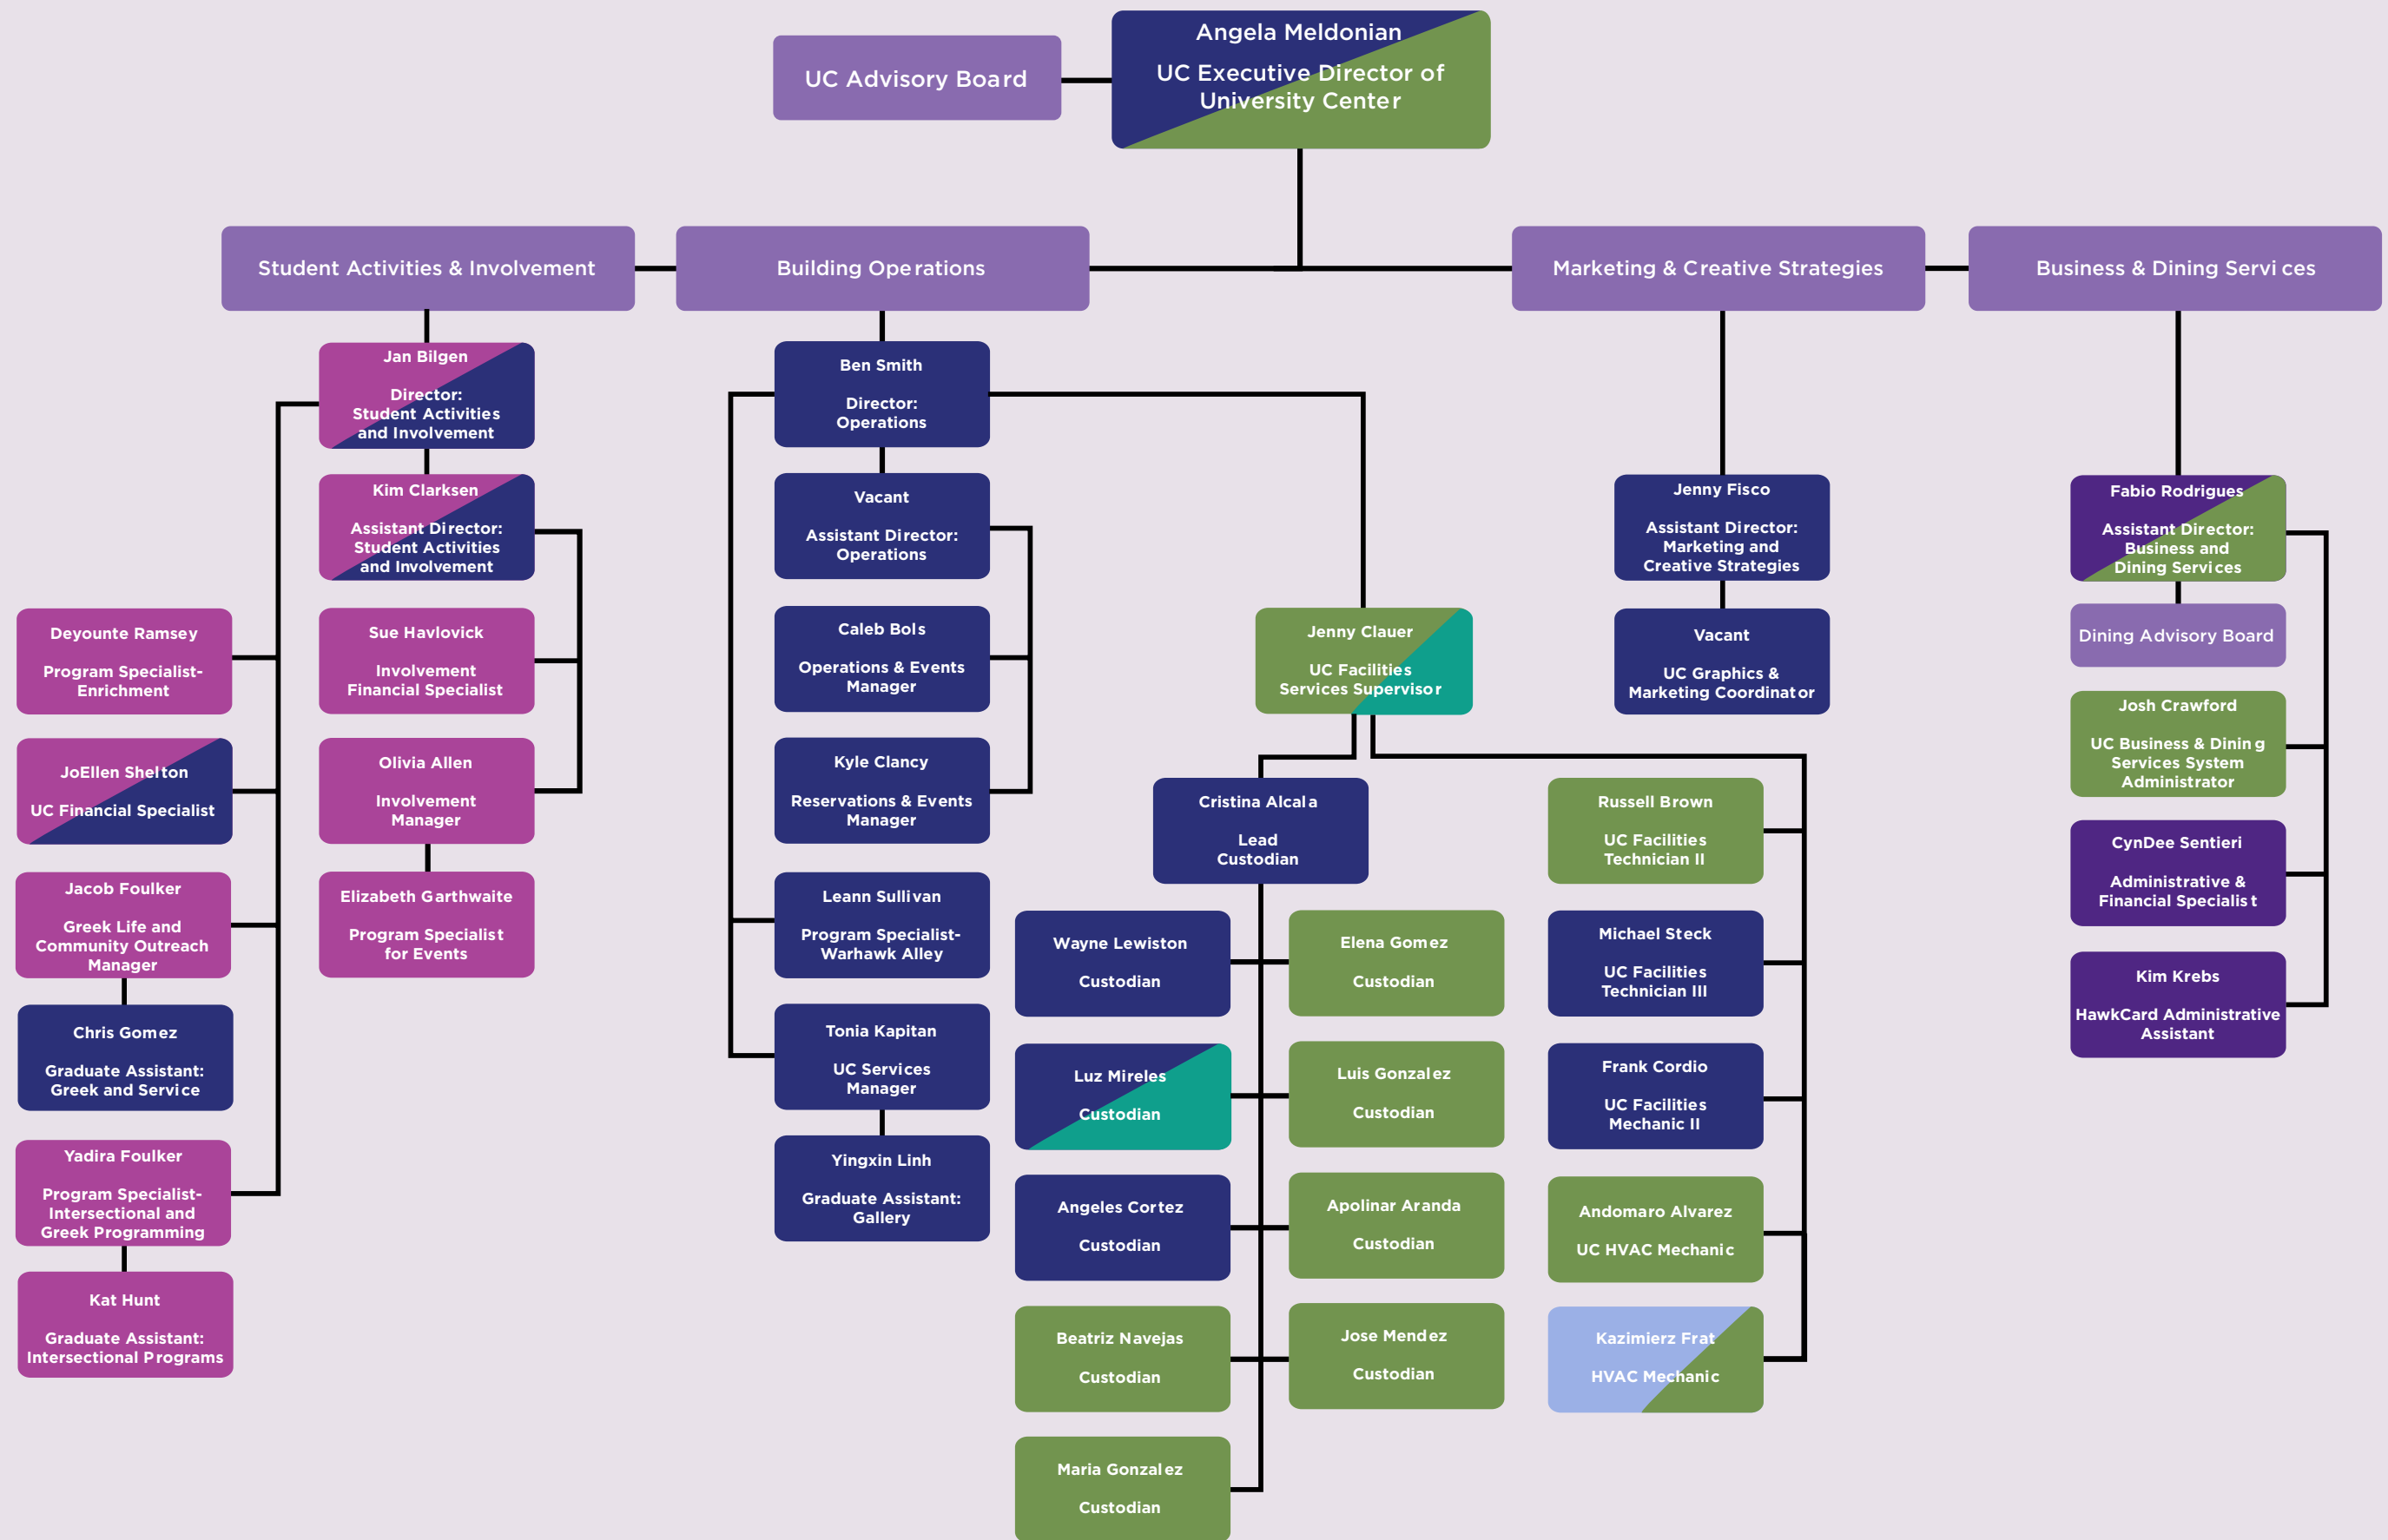 UC Advisory Board
Angela Meldonian
UC Executive Director of
University Center
Student Activities & Involvement
Building Operations
Marketing & Creative Strategies
Business & Dining Services
Jan Bilgen
Director:
Student Activities
and Involvement
Kim Clarksen
Assistant Director:
Student Activities
and Involvement
Deyounte Ramsey
Program Specialist-
Enrichment
JoEllen Shelton
UC Financial Specialist
Jacob Foulker
Greek Life and
Community Outreach
Manager
Chris Gomez
Graduate Assistant:
Greek and Service
Yadira Foulker
Program Specialist-
Intersectional and
Greek Programming
Kat Hunt
Graduate Assistant:
Intersectional Programs
Sue Havlovick
Involvement
Financial Specialist
Olivia Allen
Involvement
Manager
Elizabeth Garthwaite
Program Specialist
for Events
Ben Smith
Director:
Operations
Vacant
Assistant Director:
Operations
Caleb Bols
Operations & Events
Manager
Kyle Clancy
Reservations & Events
Manager
Leann Sullivan
Program Specialist-
Warhawk Alley
Tonia Kapitan
UC Services
Manager
Yingxin Linh
Graduate Assistant:
Gallery
Jenny Clauer
UC Facilities
Services Supervisor
Cristina Alcala
Lead
Custodian
Wayne Lewiston
Custodian
Elena Gomez
Custodian
Luz Mireles
Custodian
Luis Gonzalez
Custodian
Angeles Cortez
Custodian
Apolinar Aranda
Custodian
Beatriz Navejas
Custodian
Jose Mendez
Custodian
Maria Gonzalez
Custodian
Russell Brown
UC Facilities
Technician II
Michael Steck
UC Facilities
Technician III
Frank Cordio
UC Facilities
Mechanic II
Andomaro Alvarez
UC HVAC Mechanic
Kazimierz Frat
HVAC Mechanic
Jenny Fisco
Assistant Director:
Marketing and
Creative Strategies
Vacant
UC Graphics &
Marketing Coordinator
Fabio Rodrigues
Assistant Director:
Business and
Dining Services
Dining Advisory Board
Josh Crawford
UC Business & Dining
Services System
Administrator
CynDee Sentieri
Administrative &
Financial Specialist
Kim Krebs
HawkCard Administrative
Assistant